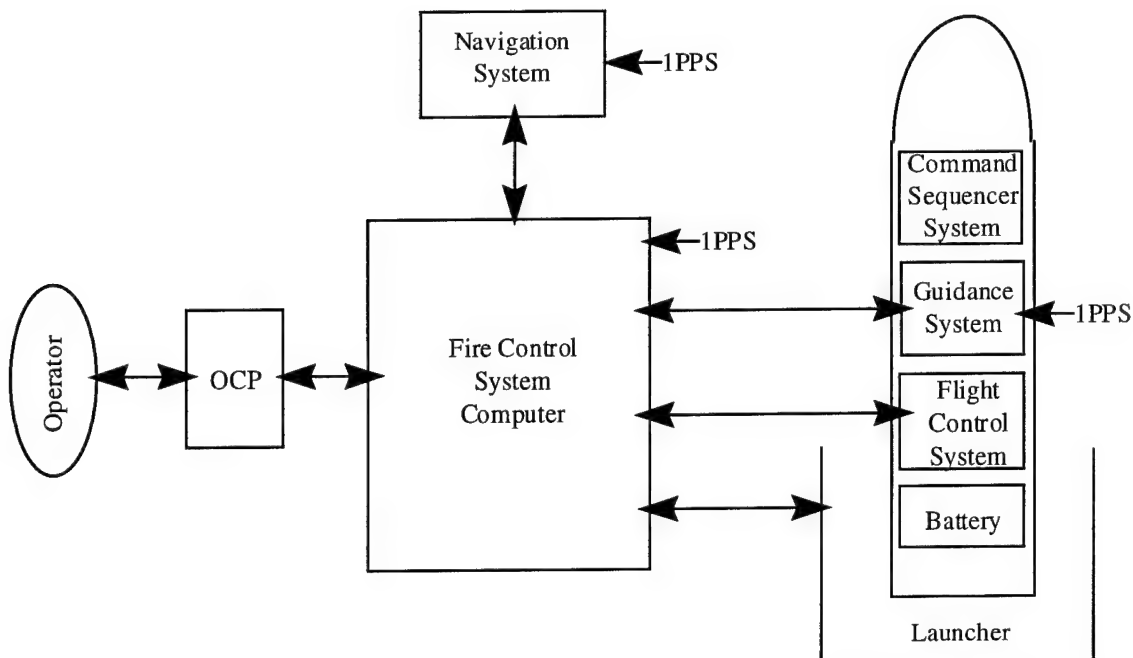 Navigation
System
1PPS
Command
Sequencer
System
1PPS
Guidance
System
1PPS
Operator
OCP
Fire Control
System
Computer
Flight
Control
System
Battery
Launcher